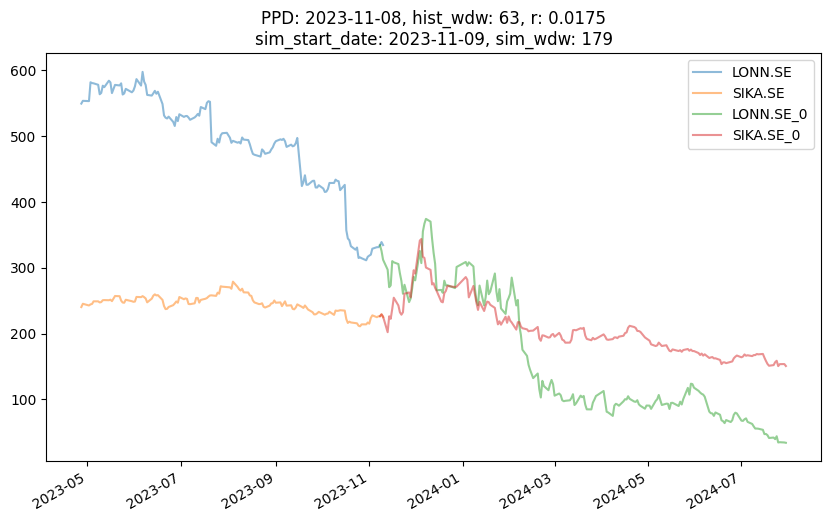 PPD: 2023-11-08, hist_wdw: 63, r: 0.0175
sim_start_date: 2023-11-09, sim_wdw: 179
LONN.SE
SIKA.SE
LONN.SE_0
SIKA.SE_0
600
500
400
300
200
100
2023-05
2023-07
2023-09
2023-11
2024-01
2024-03
2024-05
2024-07